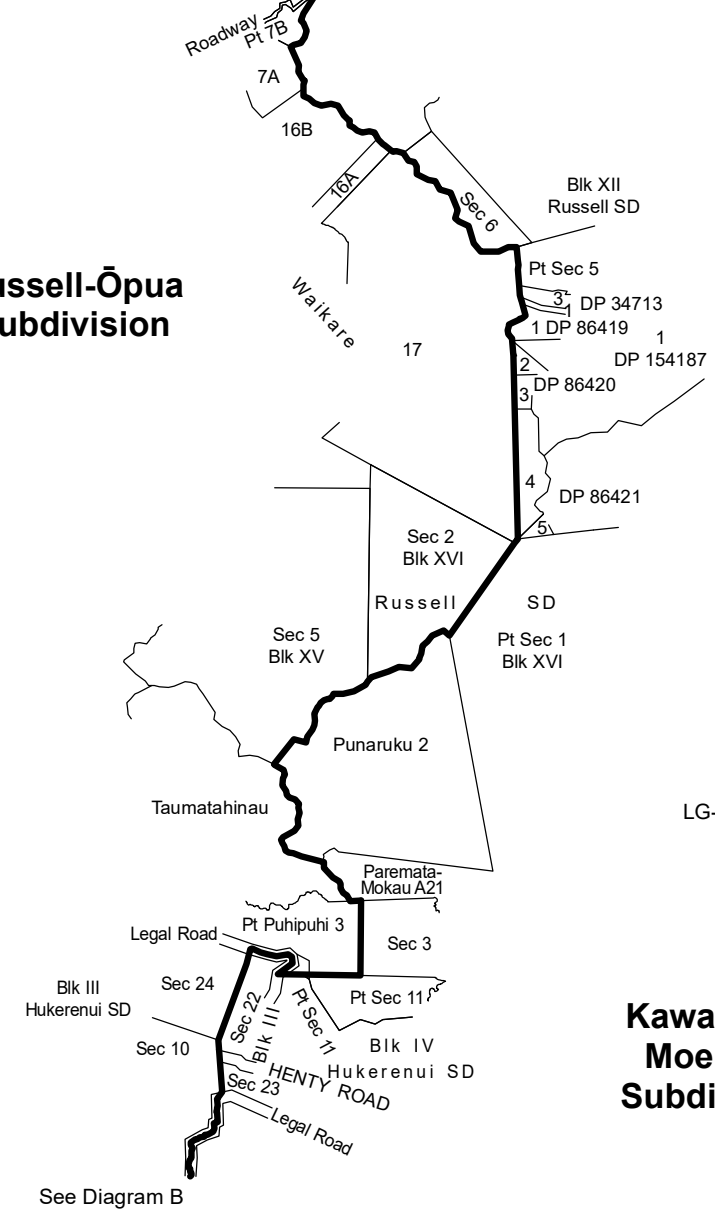 Roadway
Pt 7B
7A
16B
16A
Sec 6
Blk XII
Russell SD
Pt Sec 5
ussell-Ōpua
ubdivision
3
1
DP 34713
Waikare
1 DP 86419
1
DP 154187
17
2
DP 86420
3
4
DP 86421
5
Sec 2
Blk XVI
Russell SD
Sec 5
Blk XV
Pt Sec 1
Blk XVI
Punaruku 2
Taumatahinau
LG-
Paremata-
Mokau A21
Pt Puhipuhi 3
Legal Road
Sec 3
Sec 24
Blk III
Hukerenui SD
Pt Sec 11
Sec 22
Blk III
Pt Sec 11
Kawa
Moe
Subdi
Blk IV
Hukerenui SD
Sec 10
HENTY ROAD
Sec 23
Legal Road
See Diagram B